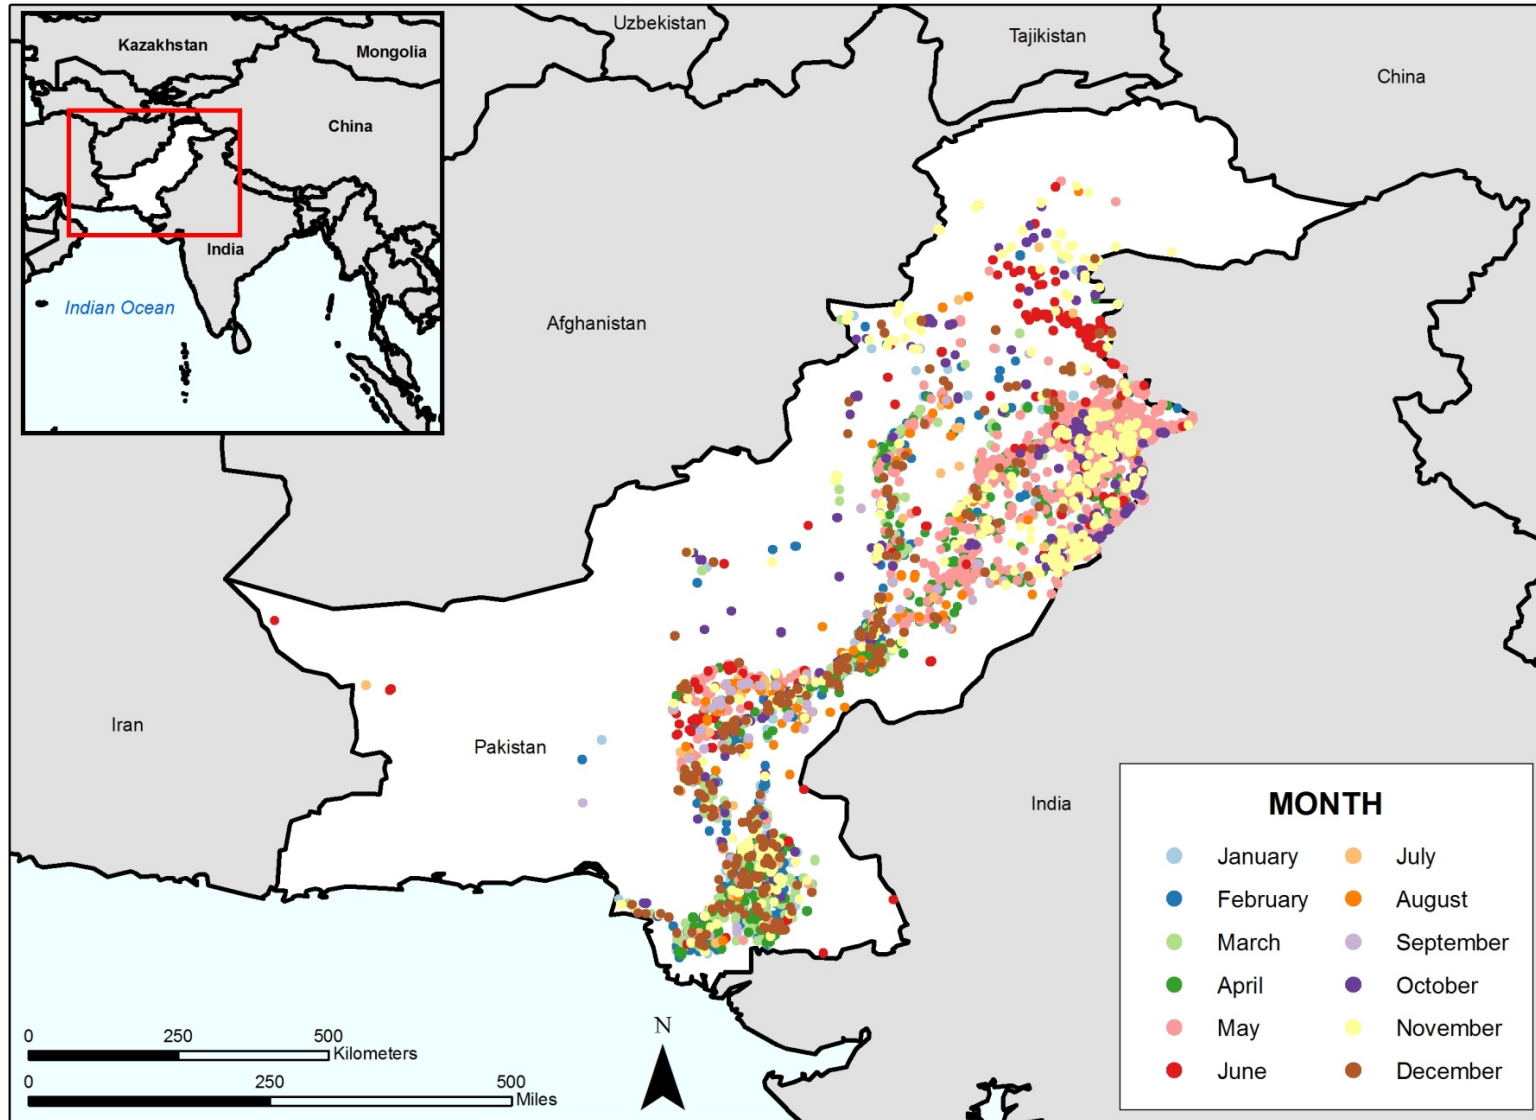 Kazakhstan
Mongolia
China
India
Indian Ocean
Uzbekistan
Tajikistan
China
Afghanistan
Iran
Pakistan
India
MONTH
January
February
March
April
May
June
July
August
September
October
November
December
0 250 500
Kilometers
0 250 500
Miles
N